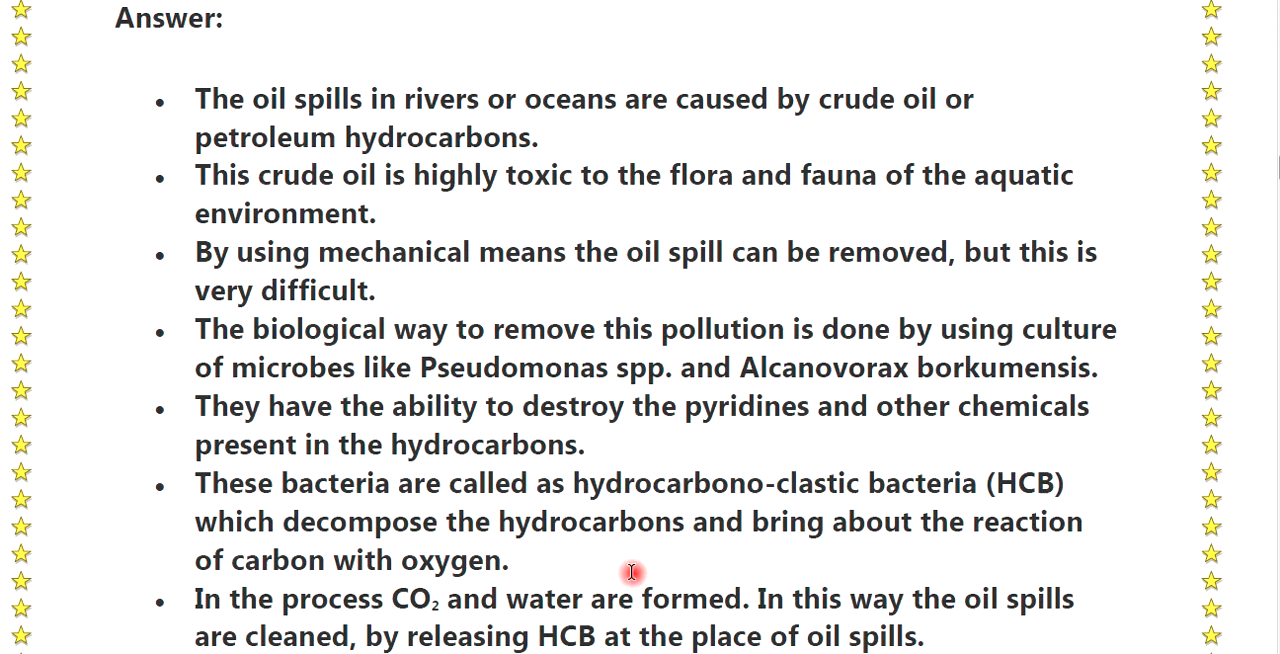 Answer:
• The oil spills in rivers or oceans are caused by crude oil or
petroleum hydrocarbons.
• This crude oil is highly toxic to the flora and fauna of the aquatic
environment.
• By using mechanical means the oil spill can be removed, but this is
very difficult.
• The biological way to remove this pollution is done by using culture
of microbes like Pseudomonas spp. and Alcanovorax borkumensis.
• They have the ability to destroy the pyridines and other chemicals
present in the hydrocarbons.
• These bacteria are called as hydrocarbono-clastic bacteria (HCB)
which decompose the hydrocarbons and bring about the reaction
of carbon with oxygen.
• In the process CO₂ and water are formed. In this way the oil spills
are cleaned, by releasing HCB at the place of oil spills.